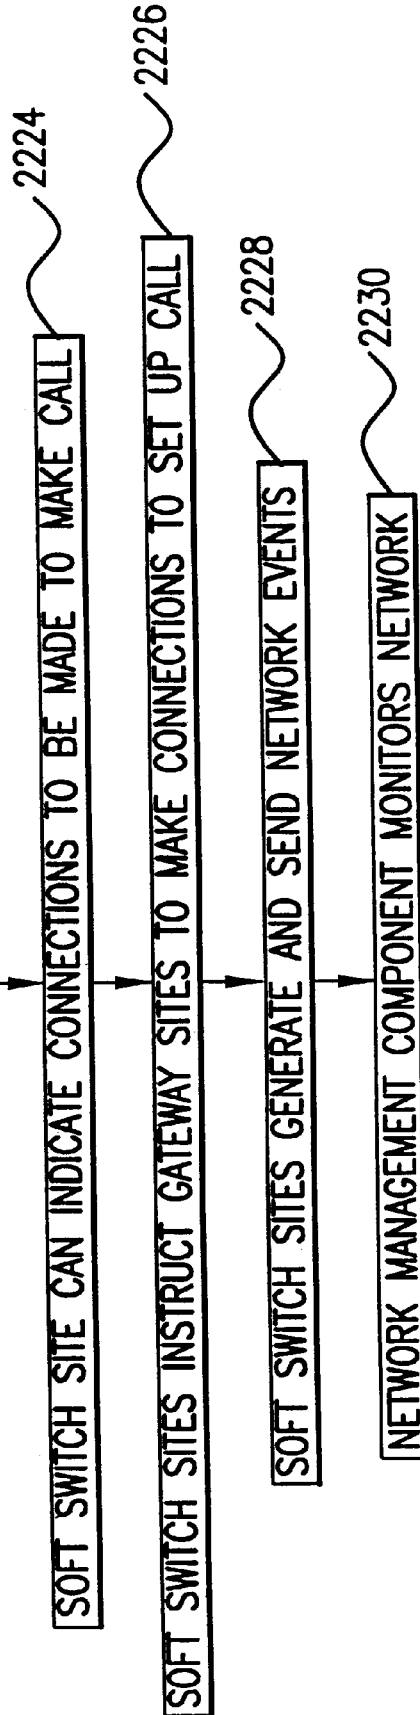 SOFT SWITCH SITE CAN INDICATE CONNECTIONS TO BE MADE TO MAKE CALL
2224
SOFT SWITCH SITES INSTRUCT GATEWAY SITES TO MAKE CONNECTIONS TO SET UP CALL
2226
SOFT SWITCH SITES GENERATE AND SEND NETWORK EVENTS
2228
NETWORK MANAGEMENT COMPONENT MONITORS NETWORK
2230